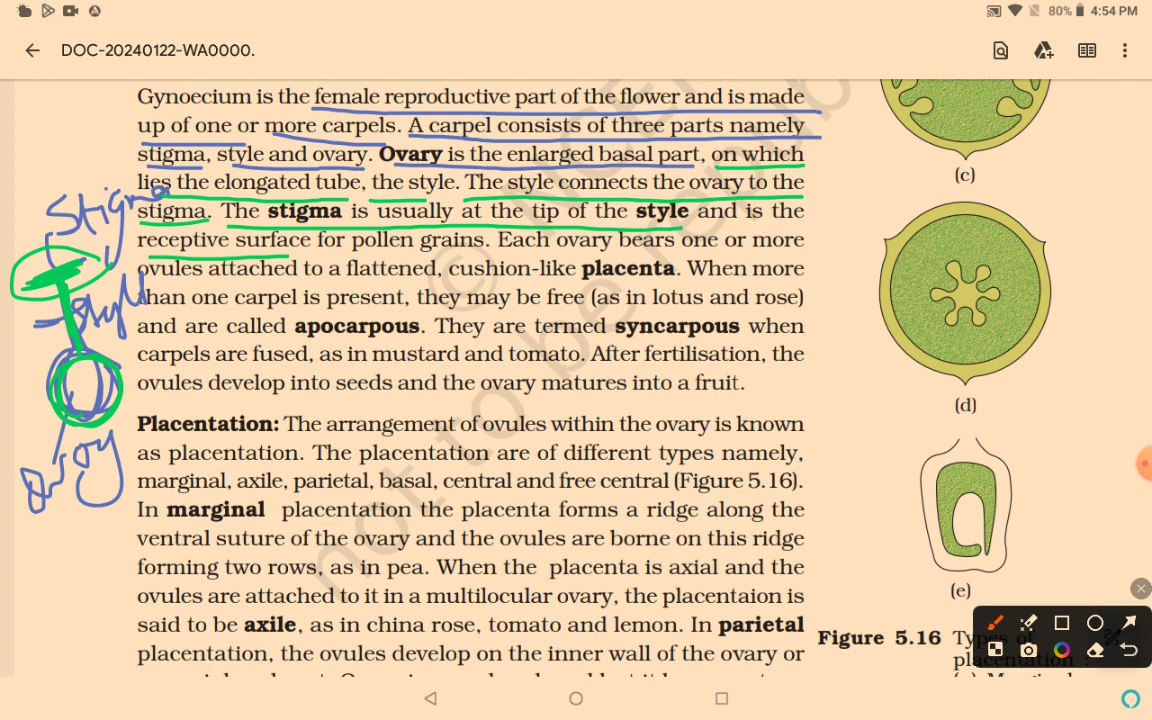 80% 4:54 PM
DOC-20240122-WA0000.
Gynoecium is the female reproductive part of the flower and is made
up of one or more carpels. A carpel consists of three parts namely
stigma, style and ovary. Ovary is the enlarged basal part, on which
lies the elongated tube, the style. The style connects the ovary to the
stigma. The stigma is usually at the tip of the style and is the
receptive surface for pollen grains. Each ovary bears one or more
ovules attached to a flattened, cushion-like placenta. When more
than one carpel is present, they may be free (as in lotus and rose)
and are called apocarpous. They are termed syncarpous when
carpels are fused, as in mustard and tomato. After fertilisation, the
ovules develop into seeds and the ovary matures into a fruit.
Placentation: The arrangement of ovules within the ovary is known
as placentation. The placentation are of different types namely,
marginal, axile, parietal, basal, central and free central (Figure 5.16).
In marginal placentation the placenta forms a ridge along the
ventral suture of the ovary and the ovules are borne on this ridge
forming two rows, as in pea. When the placenta is axial and the
ovules are attached to it in a multilocular ovary, the placentaion is
said to be axile, as in china rose, tomato and lemon. In parietal
placentation, the ovules develop on the inner wall of the ovary or
Stigma
style
ovary
(c)
(d)
(e)
Figure 5.16 Types of
placentation
not to be repub